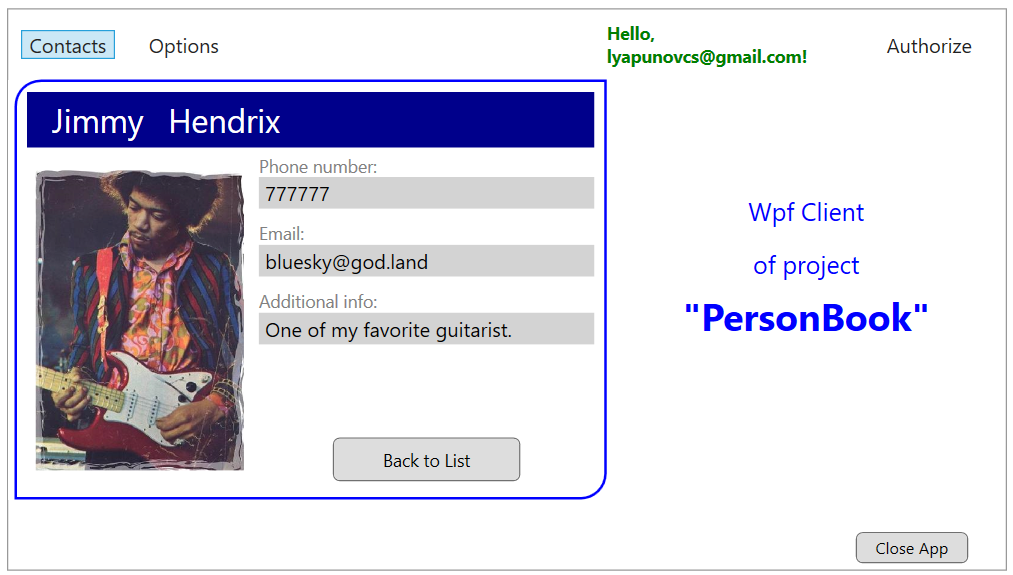 Contacts Options
Hello,
lyapunovcs@gmail.com!
Authorize
Jimmy Hendrix
Phone number:
777777
Email:
bluesky@god.land
Additional info:
One of my favorite guitarist.
Back to List
Wpf Client
of project
"PersonBook"
Close App